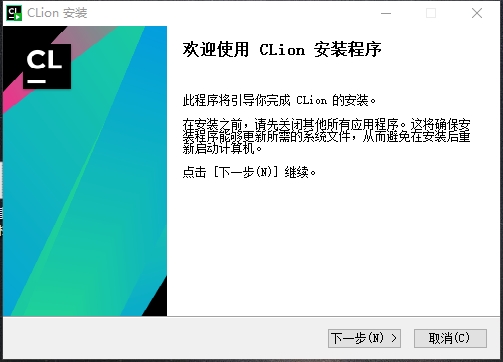 CLion 安装
CL
欢迎使用 CLion 安装程序
此程序将引导你完成 CLion 的安装。
在安装之前，请先关闭其他所有应用程序。这将确保安
装程序能够更新所需的系统文件，从而避免在安装后重
新启动计算机。
点击 [下一步(N)] 继续。
下一步(N) >
取消(C)